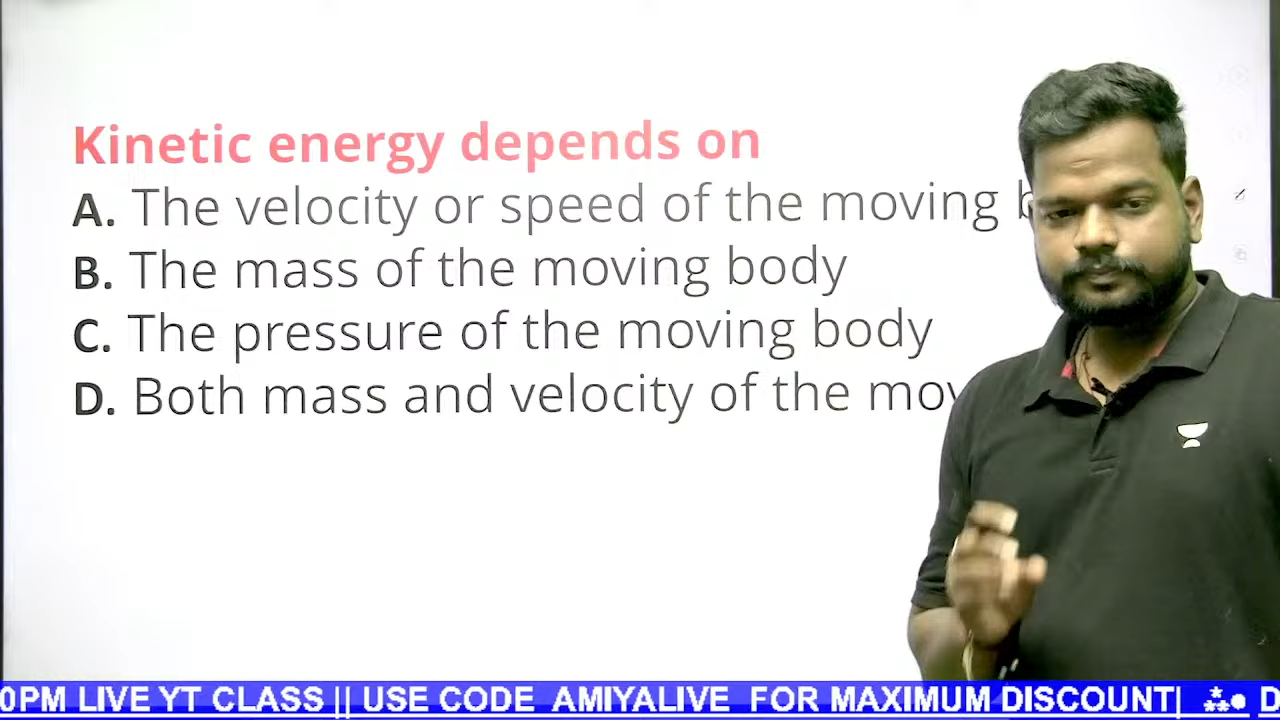 Kinetic energy depends on
A. The velocity or speed of the moving
B. The mass of the moving body
C. The pressure of the moving body
D. Both mass and velocity of the
0PM LIVE YT CLASS || USE CODE AMIYALIVE FOR MAXIMUM DISCOUNT|